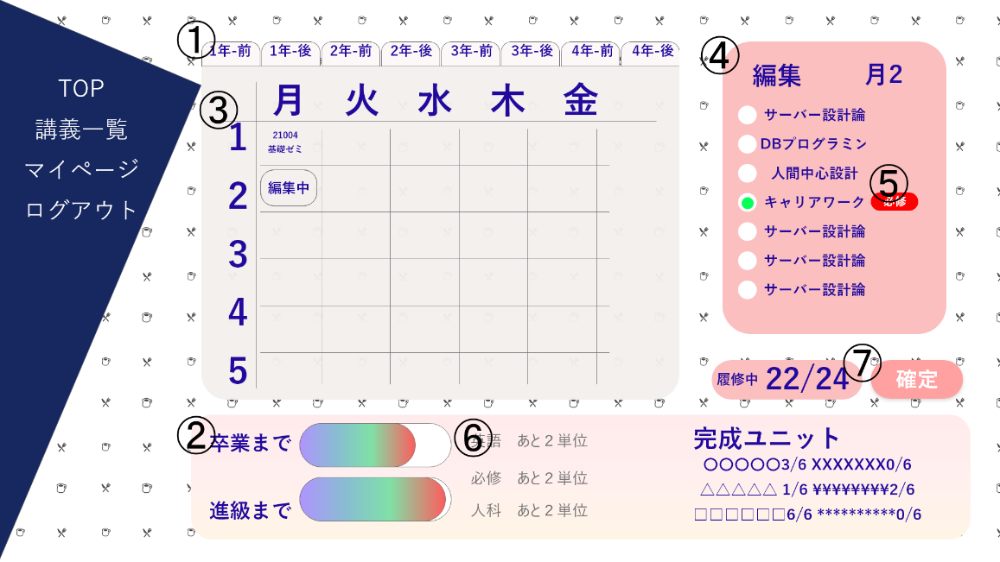 TOP
講義一覧
マイページ
ログアウト
①
1年-前 1年-後 2年-前 2年-後 3年-前 3年-後 4年-前 4年-後
③
月 火 水 木 金
1
21004
基礎ゼミ
2
編集中
3
4
5
④
編集 月2
サーバー設計論
DBプログラミン
人間中心設計
⑤
キャリアワーク 必修
サーバー設計論
サーバー設計論
サーバー設計論
履修中 22/24
⑦
確定
②
卒業まで
進級まで
⑥
英語 あと２単位
必修 あと２単位
人科 あと２単位
完成ユニット
〇〇〇〇〇3/6 XXXXXXX0/6
△△△△△ 1/6 ¥¥¥¥¥¥¥¥2/6
□□□□□□6/6 **********0/6